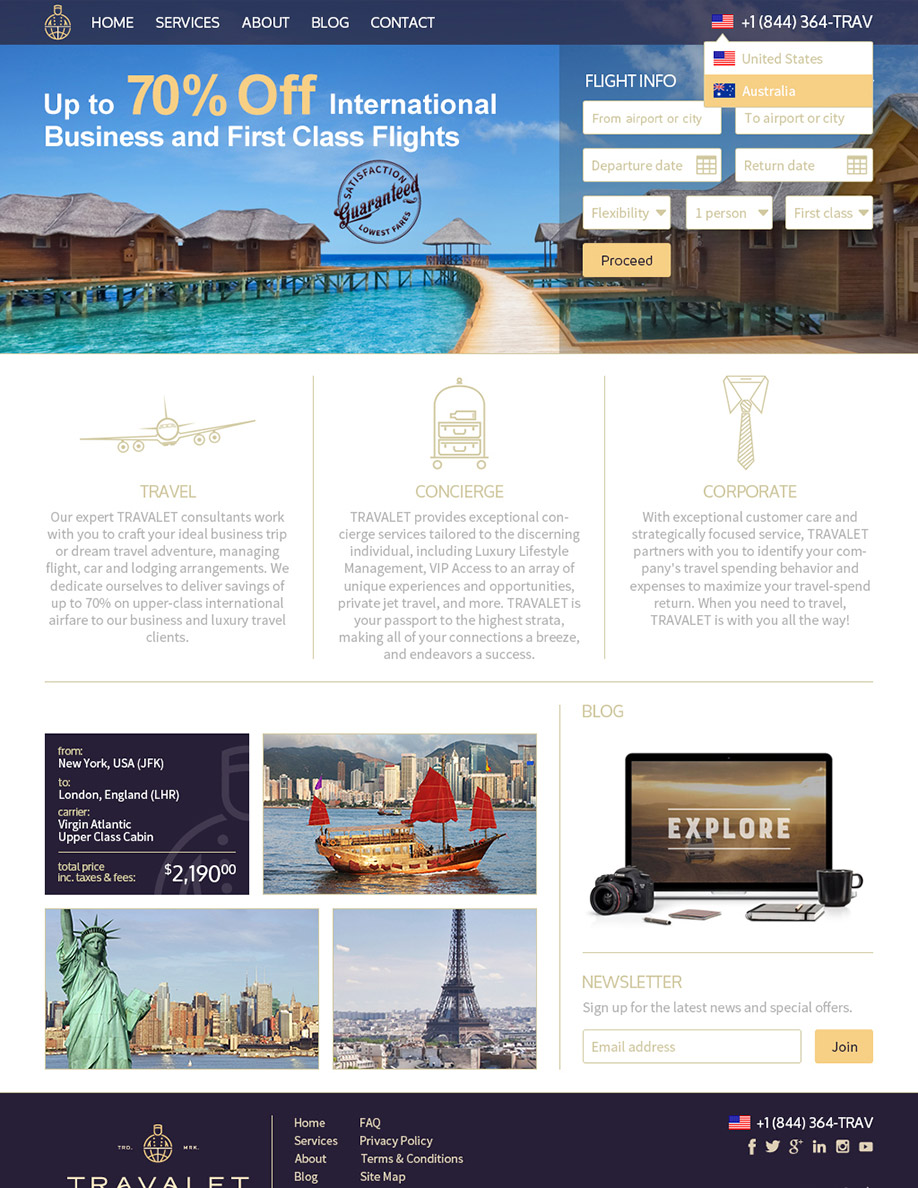 HOME SERVICES ABOUT BLOG CONTACT
+1 (844) 364-TRAV
United States
Australia
Up to 70% Off International
Business and First Class Flights
SATISFACTION
Guaranteed
LOWEST FARES
FLIGHT INFO
From airport or city
To airport or city
Departure date
Return date
Flexibility
1 person
First class
Proceed
TRAVEL
Our expert TRAVALET consultants work
with you to craft your ideal business trip
or dream travel adventure, managing
flight, car and lodging arrangements. We
dedicate ourselves to deliver savings of
up to 70% on upper-class international
airfare to our business and luxury travel
clients.
CONCIERGE
TRAVALET provides exceptional con-
cierge services tailored to the discerning
individual, including Luxury Lifestyle
Management, VIP Access to an array of
unique experiences and opportunities,
private jet travel, and more. TRAVALET is
your passport to the highest strata,
making all of your connections a breeze,
and endeavors a success.
CORPORATE
With exceptional customer care and
strategically focused service, TRAVALET
partners with you to identify your com-
pany's travel spending behavior and
expenses to maximize your travel-spend
return. When you need to travel,
TRAVALET is with you all the way!
from:
New York, USA (JFK)
to:
London, England (LHR)
carrier:
Virgin Atlantic
Upper Class Cabin
total price
inc. taxes & fees:
$2,19000
BLOG
EXPLORE
NEWSLETTER
Sign up for the latest news and special offers.
Email address
Join
TRD. MRK.
TRAVALET
Home
Services
About
Blog
FAQ
Privacy Policy
Terms & Conditions
Site Map
+1 (844) 364-TRAV